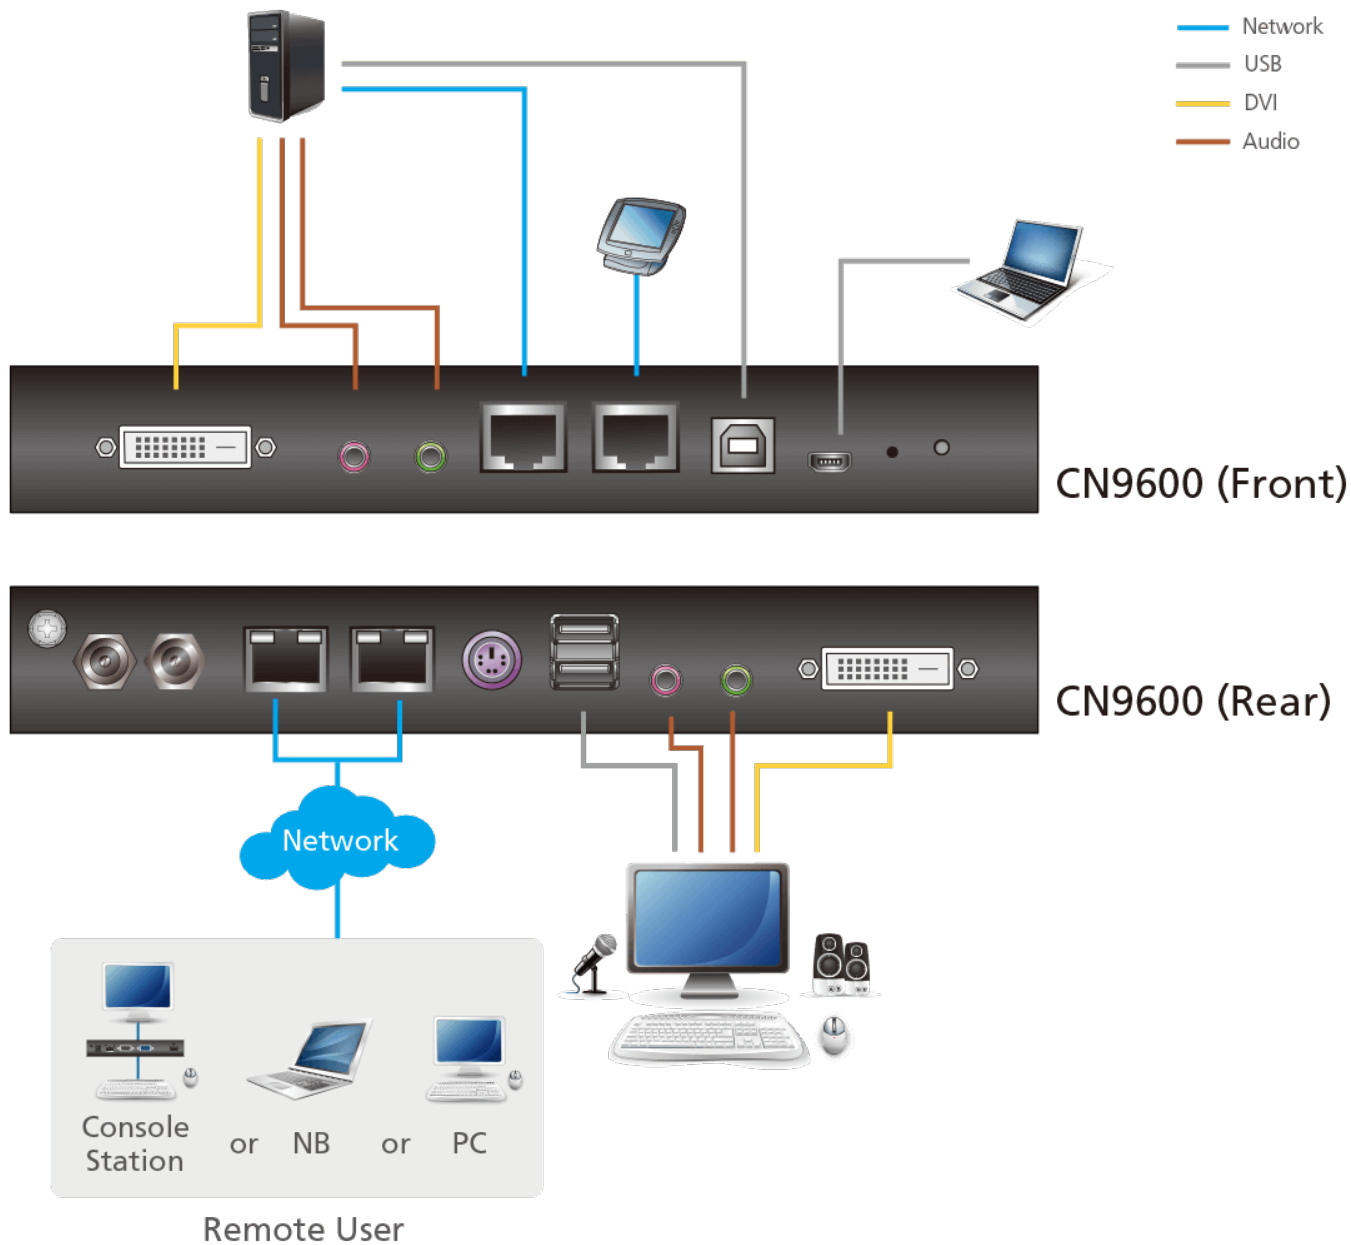 Network
USB
DVI
Audio
CN9600 (Front)
CN9600 (Rear)
Network
Console
Station
or
NB
or
PC
Remote User